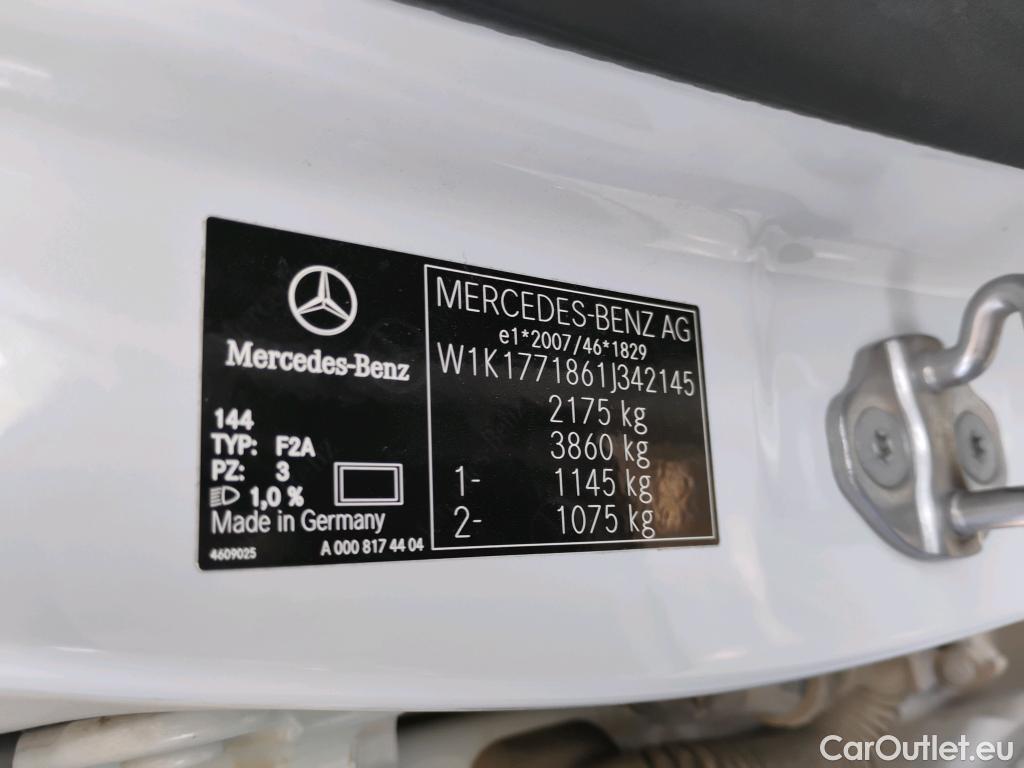 Mercedes-Benz
144
TYP: F2A
PZ: 3
1,0 %
Made in Germany
4609025 A 000 817 44 04
MERCEDES-BENZ AG
e1*2007/46*1829
W1K1771861J342145
2175 kg
3860 kg
1- 1145 kg
2- 1075 kg
CarOutlet.eu